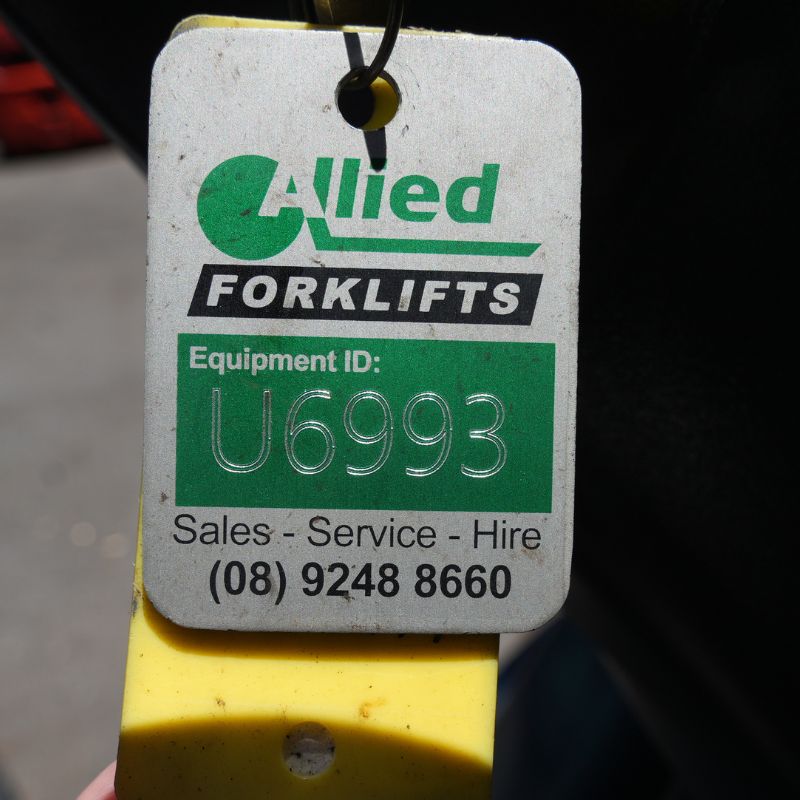 Allied
FORKLIFTS
Equipment ID:
U6993
Sales - Service - Hire
(08) 9248 8660